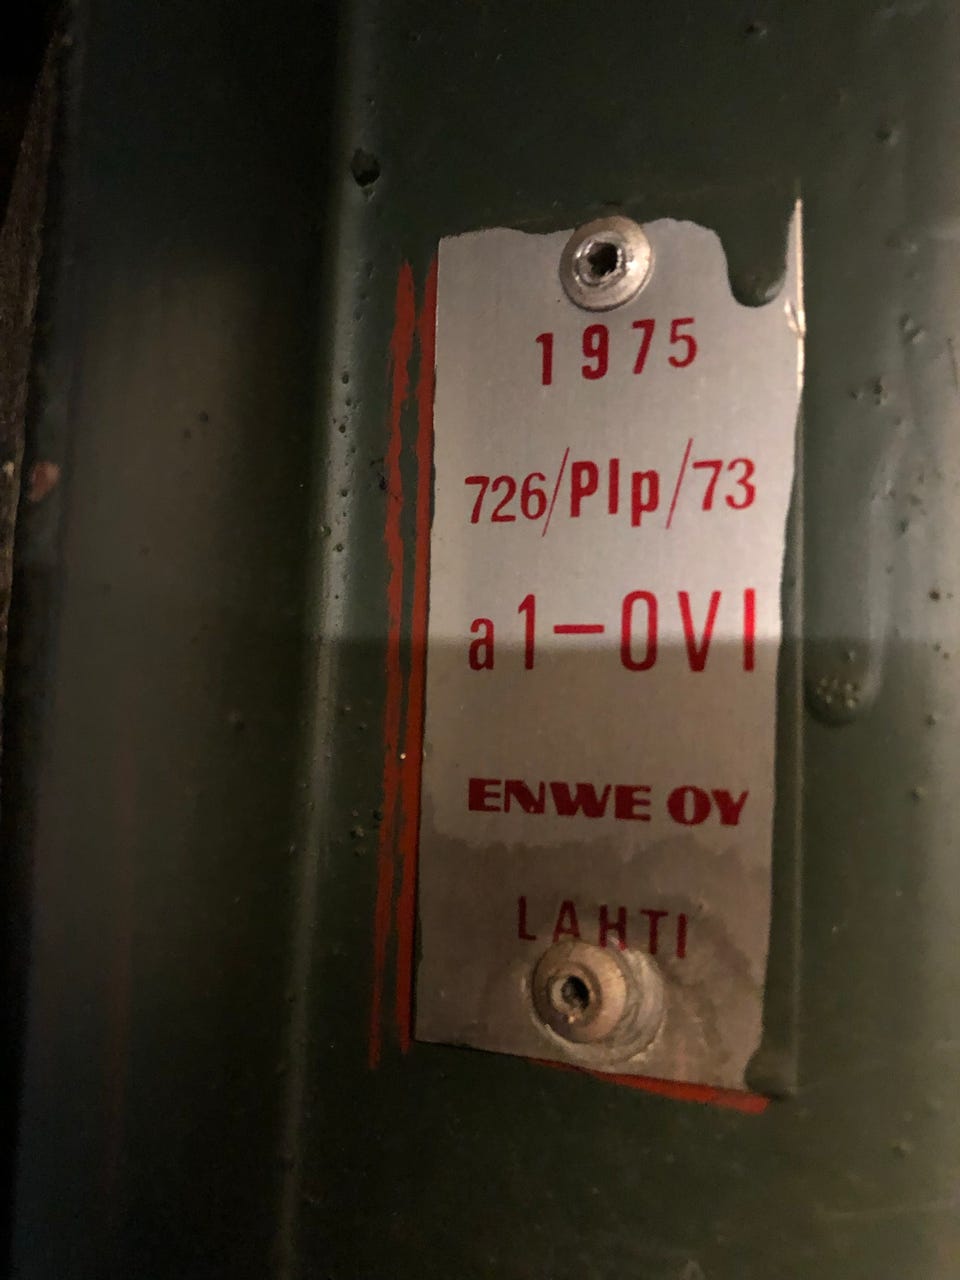 1975
726/Plp/73
a1-OVI
ENWE OY
LAHTI